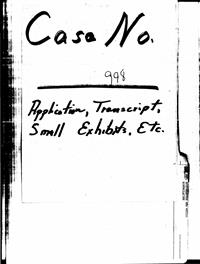 Case No.
998
Application, Transcript,
Small Exhibits, Etc.